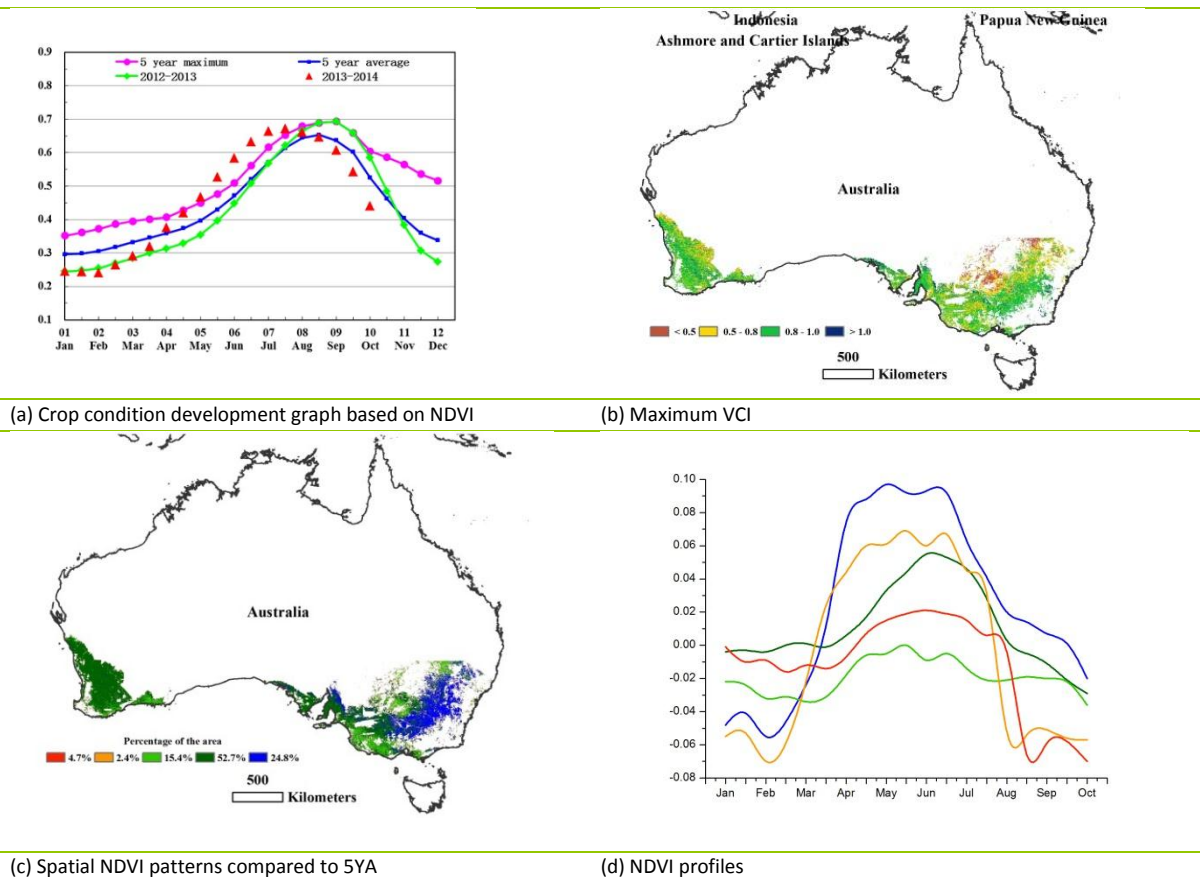 0.9
0.8
0.7
0.6
0.5
0.4
0.3
0.2
0.1
5 year maximum
5 year average
2012-2013
2013-2014
01 02 03 04 05 06 07 08 09 10 11 12
Jan Feb Mar Apr May Jun Jul Aug Sep Oct Nov Dec
Indonesia
Papua New Guinea
Ashmore and Cartier Islands
Australia
< 0.5 0.5 - 0.8 0.8 - 1.0 > 1.0
500
Kilometers
(a) Crop condition development graph based on NDVI
(b) Maximum VCI
Australia
Percentage of the area
4.7% 2.4% 15.4% 52.7% 24.8%
500
Kilometers
0.10
0.08
0.06
0.04
0.02
0.00
-0.02
-0.04
-0.06
-0.08
Jan Feb Mar Apr May Jun Jul Aug Sep Oct
(c) Spatial NDVI patterns compared to 5YA
(d) NDVI profiles